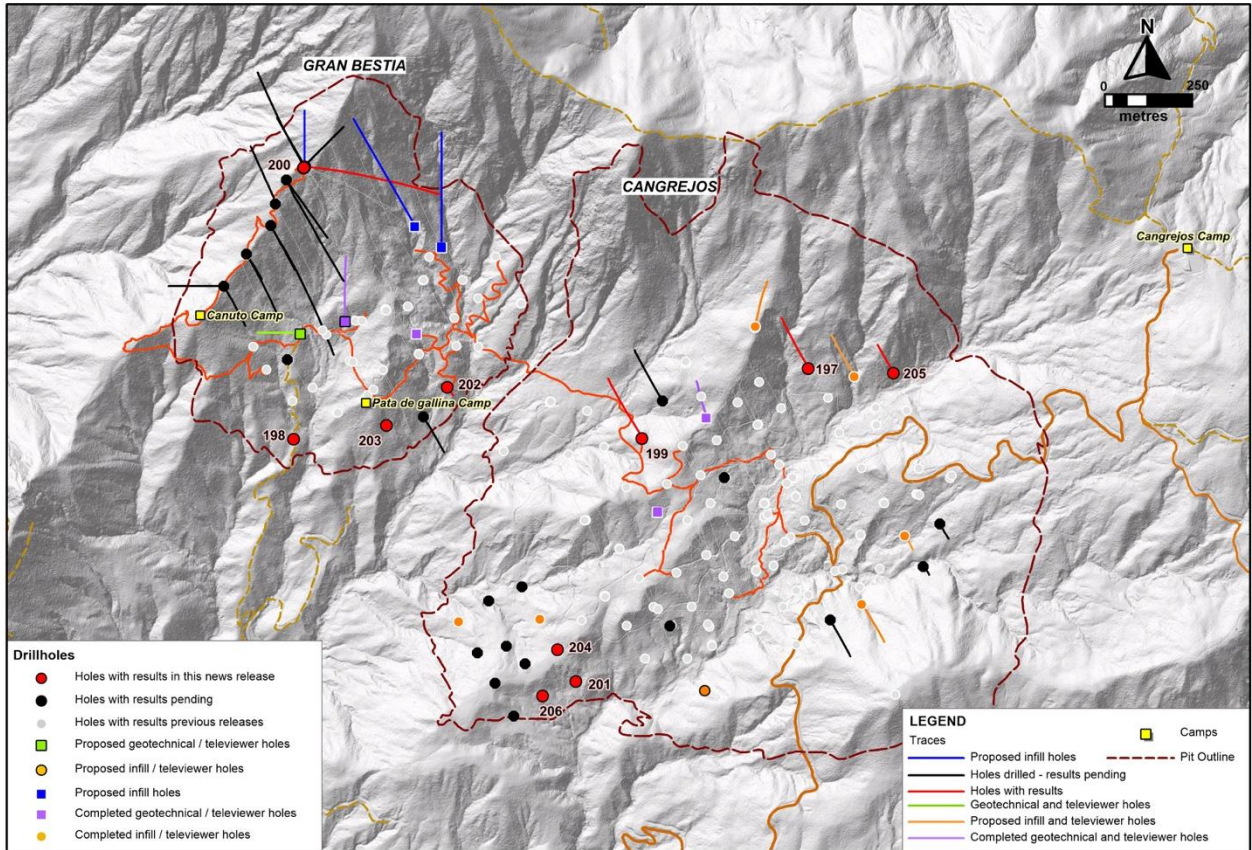 GRAN BESTIA
N
0
250
metres
200
CANGREJOS
Cangrejos Camp
Canuto Camp
197
205
202
Pata de gallina Camp
198
203
199
204
201
206
Drillholes
Holes with results in this news release
Holes with results pending
Holes with results previous releases
Proposed geotechnical / televiewer holes
Proposed infill / televiewer holes
Proposed infill holes
Completed geotechnical / televiewer holes
Completed infill / televiewer holes
LEGEND
Traces
Camps
Proposed infill holes
Pit Outline
Holes drilled - results pending
Holes with results
Geotechnical and televiewer holes
Proposed infill and televiewer holes
Completed geotechnical and televiewer holes